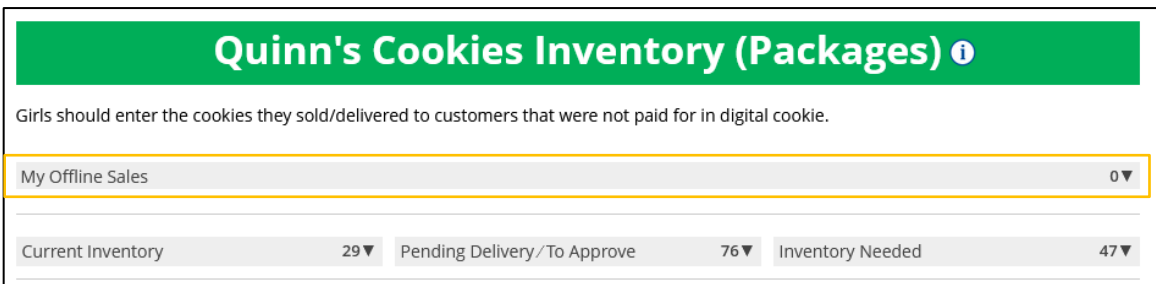 Quinn's Cookies Inventory (Packages) i
Girls should enter the cookies they sold/delivered to customers that were not paid for in digital cookie.
My Offline Sales 0▼
Current Inventory 29▼ Pending Delivery/To Approve 76▼ Inventory Needed 47▼